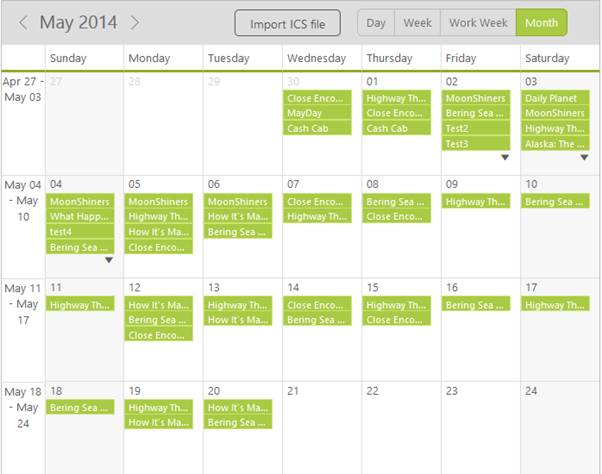 May 2014
Import ICS file
Day Week Work Week Month
Sunday Monday Tuesday Wednesday Thursday Friday Saturday
Apr 27 - May 03
27 28 29 30 01 02 03
Close Enco... Highway Th... MoonShiners Daily Planet
MayDay Close Enco... Bering Sea ... MoonShiners
Cash Cab Cash Cab Test2 Highway Th...
Test3 Alaska: The ...
May 04 - May 10
04 05 06 07 08 09 10
MoonShiners MoonShiners MoonShiners Close Enco... Bering Sea ... Highway Th... Bering Sea ...
What Happ... Highway Th... How It's Ma... Highway Th... Close Enco...
test4 How It's Ma... Bering Sea ...
Bering Sea ... Close Enco...
May 11 - May 17
11 12 13 14 15 16 17
Highway Th... How It's Ma... Highway Th... Close Enco... Highway Th... Bering Sea ... Highway Th...
Bering Sea ... How It's Ma... Bering Sea ... Close Enco...
Close Enco...
May 18 - May 24
18 19 20 21 22 23 24
Bering Sea ... Highway Th... How It's Ma...
How It's Ma... Bering Sea ...